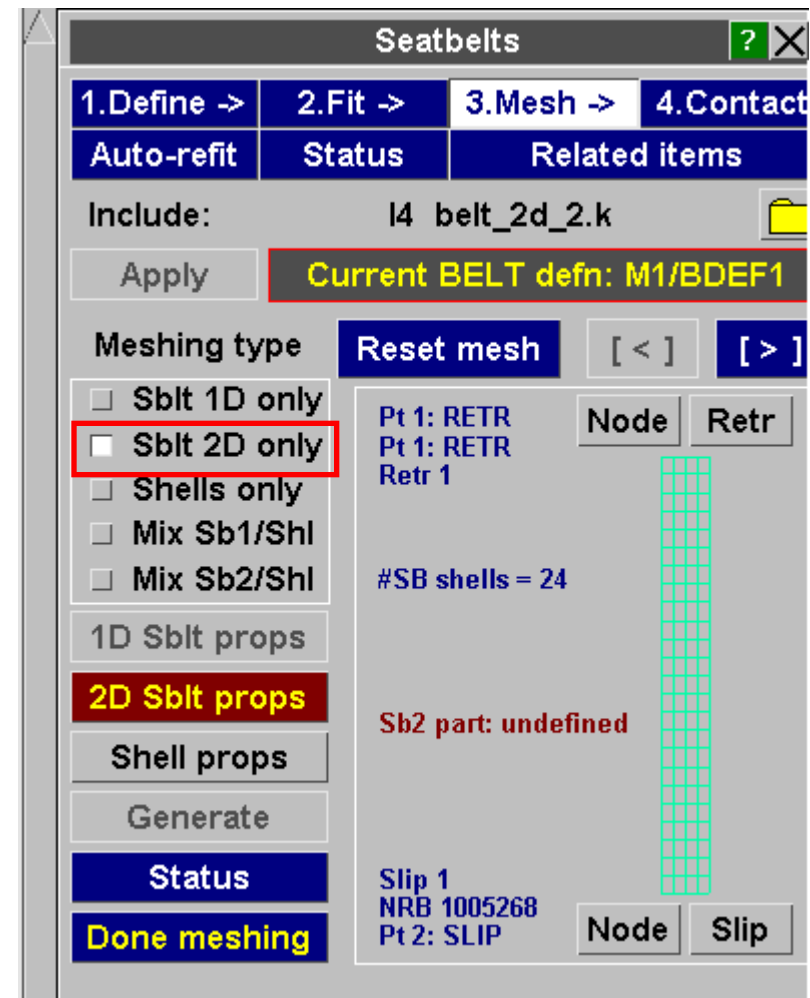 Seatbelts ? X
1.Define -> 2.Fit -> 3.Mesh -> 4.Contact
Auto-refit Status Related items
Include: I4 belt_2d_2.k
Apply Current BELT defn: M1/BDEF1
Meshing type Reset mesh [ < ] [ > ]
Sblt 1D only
Sblt 2D only
Shells only
Mix Sb1/Shl
Mix Sb2/Shl
1D Sblt props
2D Sblt props
Shell props
Generate
Status
Done meshing
Pt 1: RETR Node Retr
Pt 1: RETR
Retr 1
#SB shells = 24
Sb2 part: undefined
Slip 1
NRB 1005268
Pt 2: SLIP Node Slip